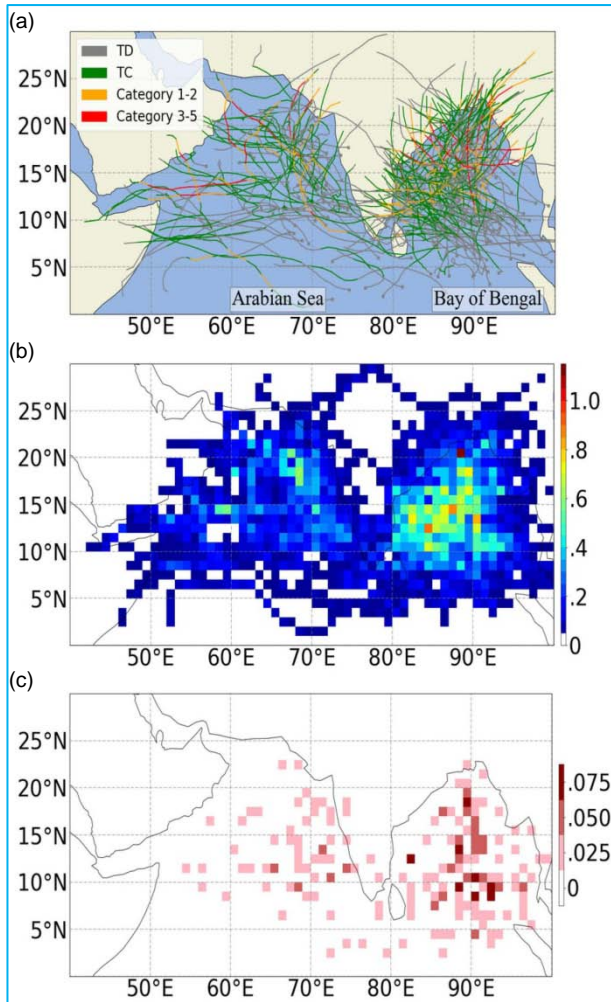 (a)
25°N
20°N
15°N
10°N
5°N
TD
TC
Category 1-2
Category 3-5
Arabian Sea
Bay of Bengal
50°E 60°E 70°E 80°E 90°E
(b)
25°N
20°N
15°N
10°N
5°N
1.0
.8
.6
.4
.2
0
50°E 60°E 70°E 80°E 90°E
(c)
25°N
20°N
15°N
10°N
5°N
.075
.050
.025
0
50°E 60°E 70°E 80°E 90°E